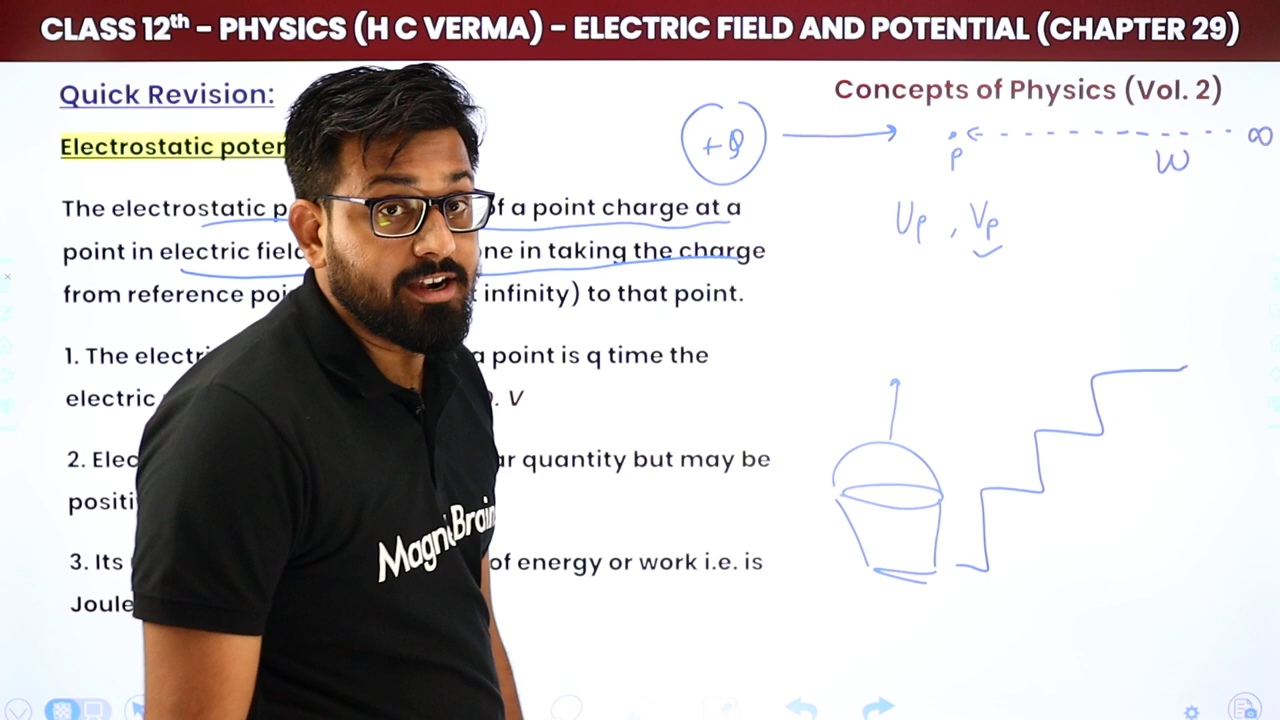 CLASS 12th – PHYSICS (H C VERMA) – ELECTRIC FIELD AND POTENTIAL (CHAPTER 29)
Quick Revision:
Concepts of Physics (Vol. 2)
Electrostatic poten
+Q
P
W
∞
The electrostatic p of a point charge at a
U_P , V_P
point in electric field ne in taking the charge
from reference poi infinity) to that point.
1. The electri a point is q time the
electric . V
2. Elec ar quantity but may be
positi
MagnetBrains
3. Its of energy or work i.e. is
Joule